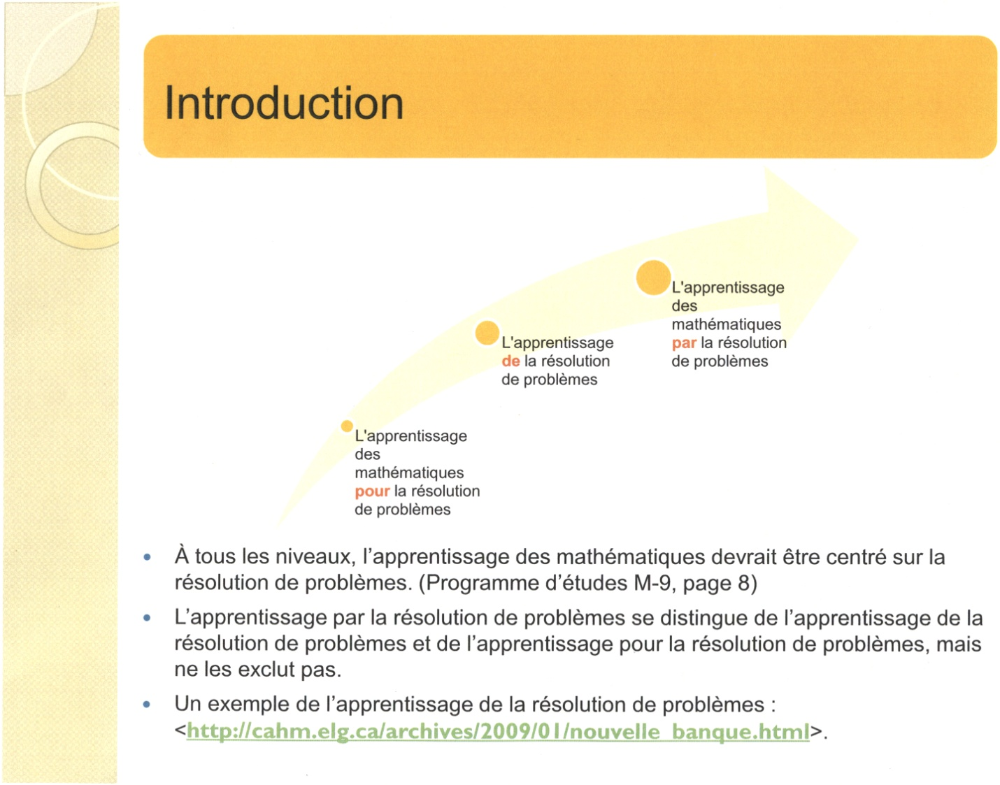 Introduction
L'apprentissage
des
mathématiques
par la résolution
de problèmes
L'apprentissage
de la résolution
de problèmes
L'apprentissage
des
mathématiques
pour la résolution
de problèmes
• À tous les niveaux, l’apprentissage des mathématiques devrait être centré sur la
résolution de problèmes. (Programme d’études M-9, page 8)
• L’apprentissage par la résolution de problèmes se distingue de l’apprentissage de la
résolution de problèmes et de l’apprentissage pour la résolution de problèmes, mais
ne les exclut pas.
• Un exemple de l’apprentissage de la résolution de problèmes :
<http://cahm.elg.ca/archives/2009/01/nouvelle_banque.html>.